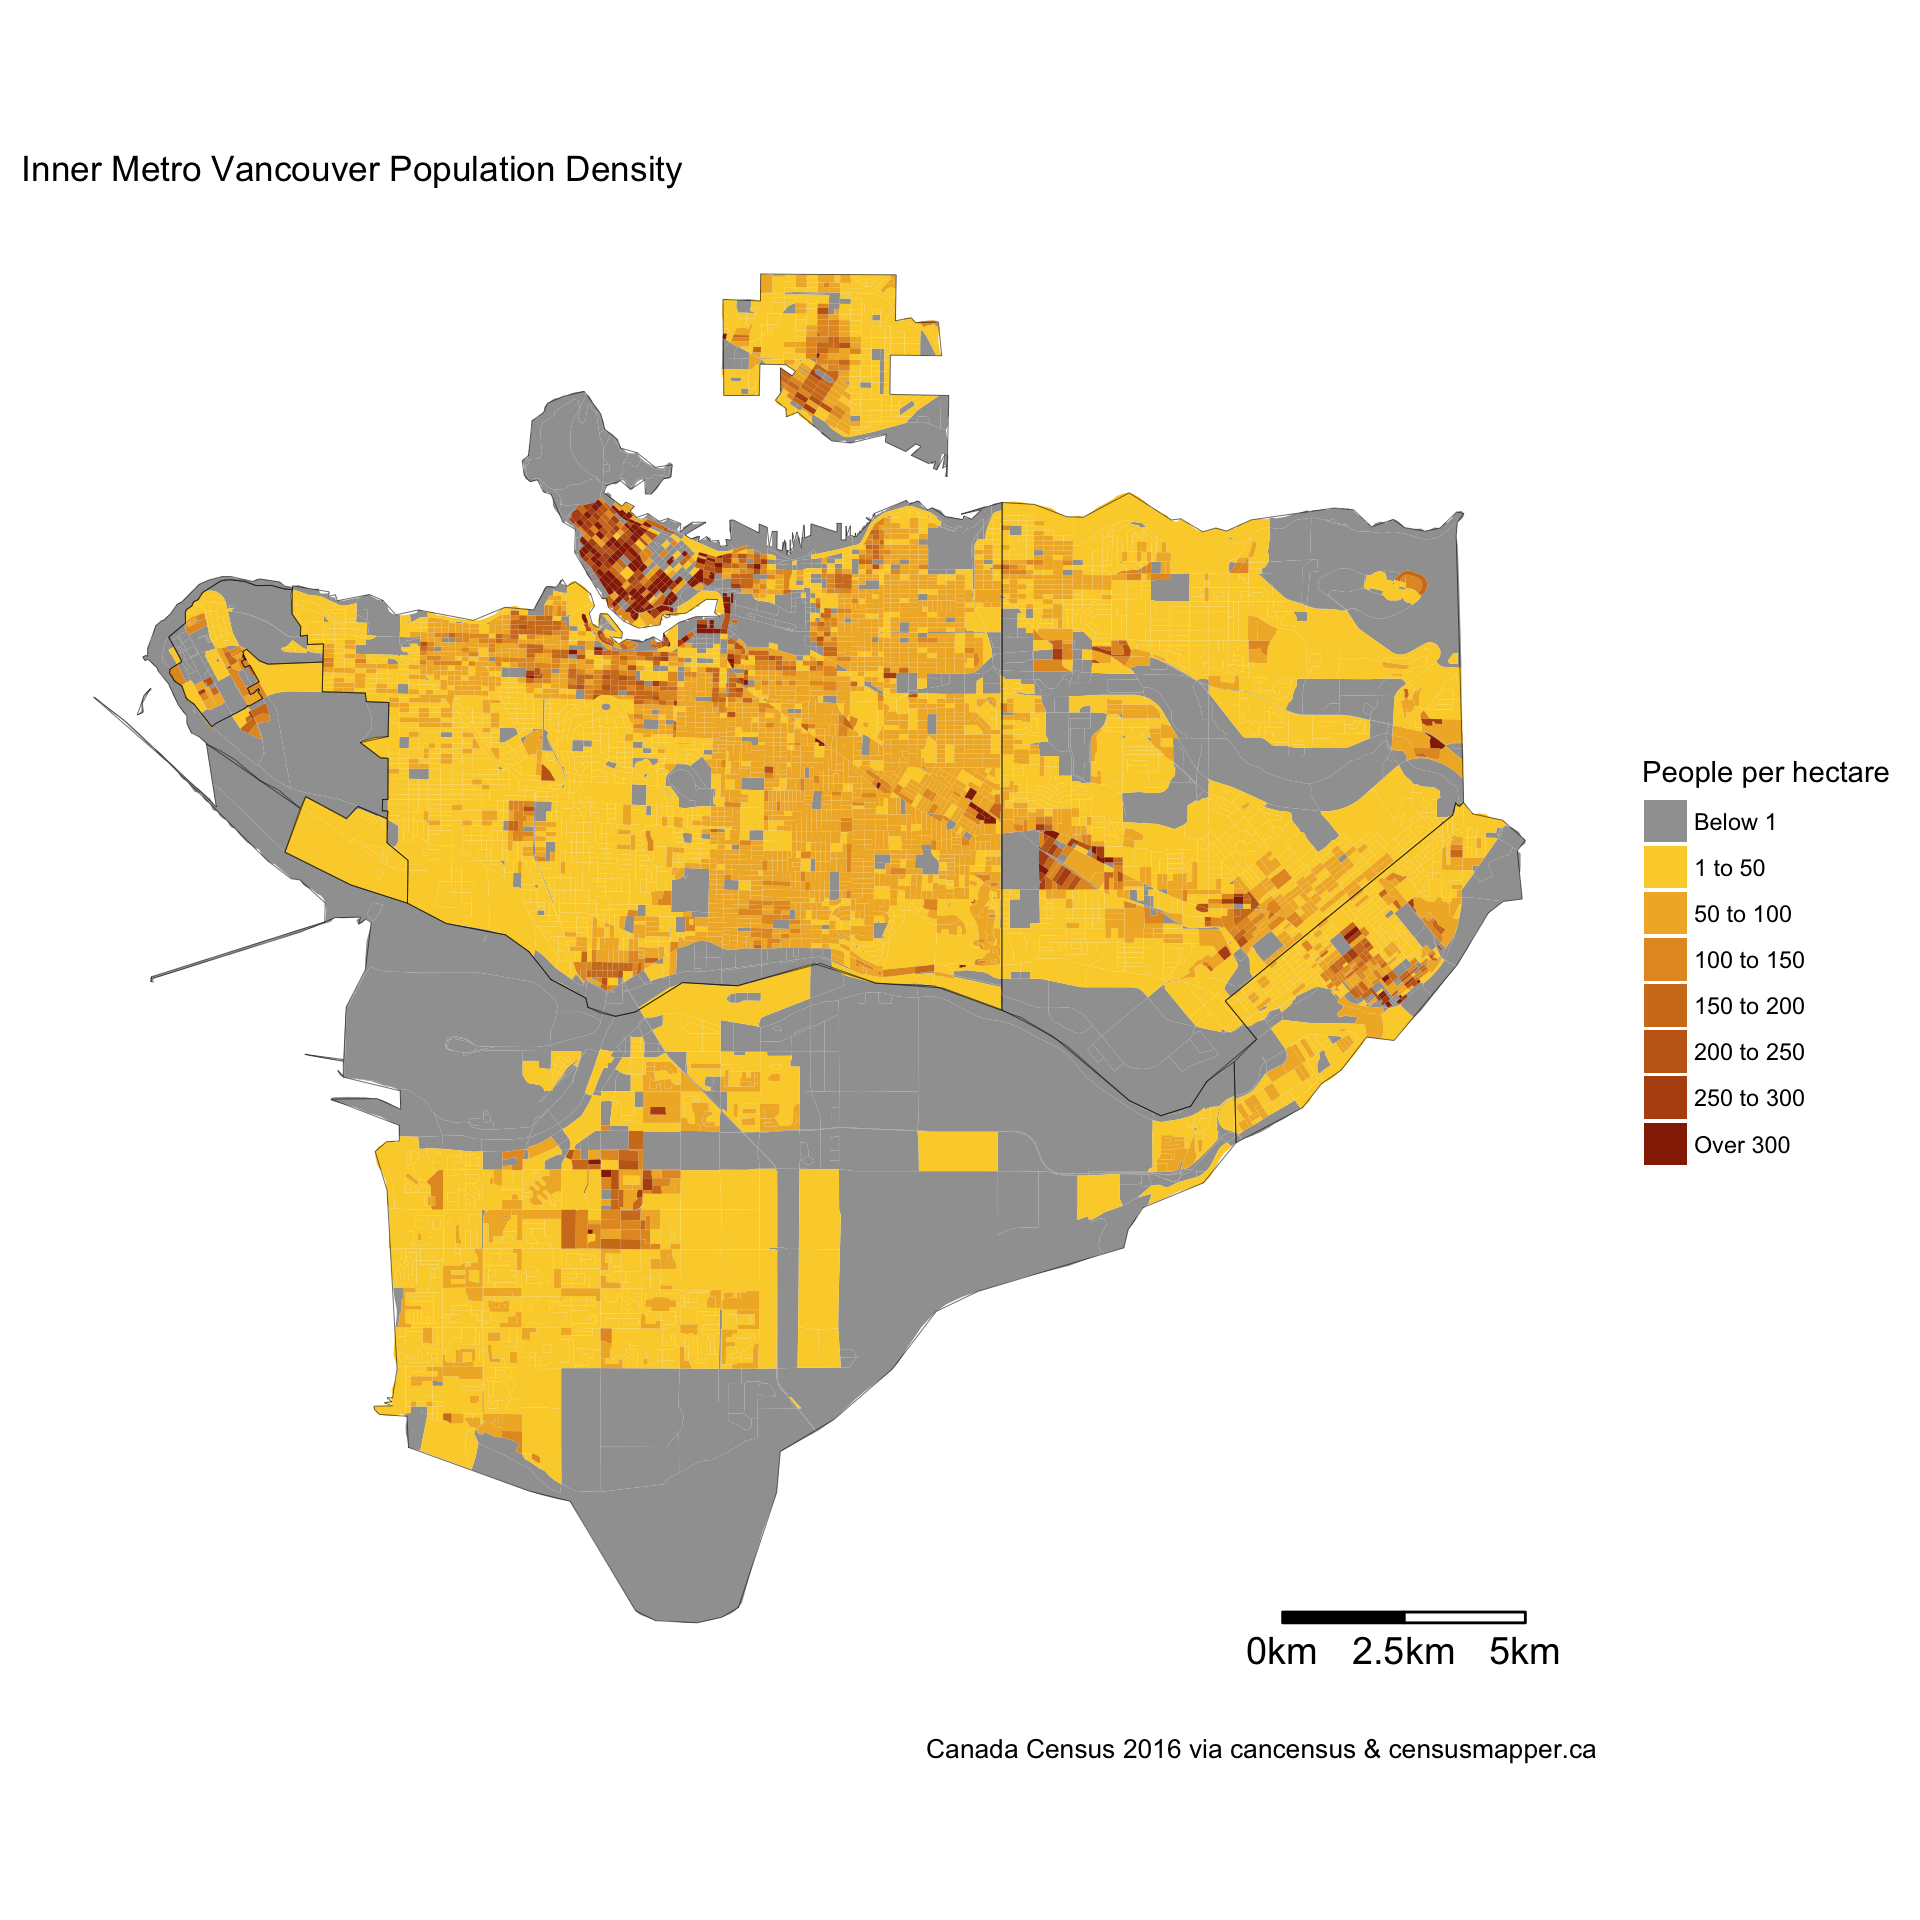 Inner Metro Vancouver Population Density
People per hectare
Below 1
1 to 50
50 to 100
100 to 150
150 to 200
200 to 250
250 to 300
Over 300
0km 2.5km 5km
Canada Census 2016 via cancensus & censusmapper.ca